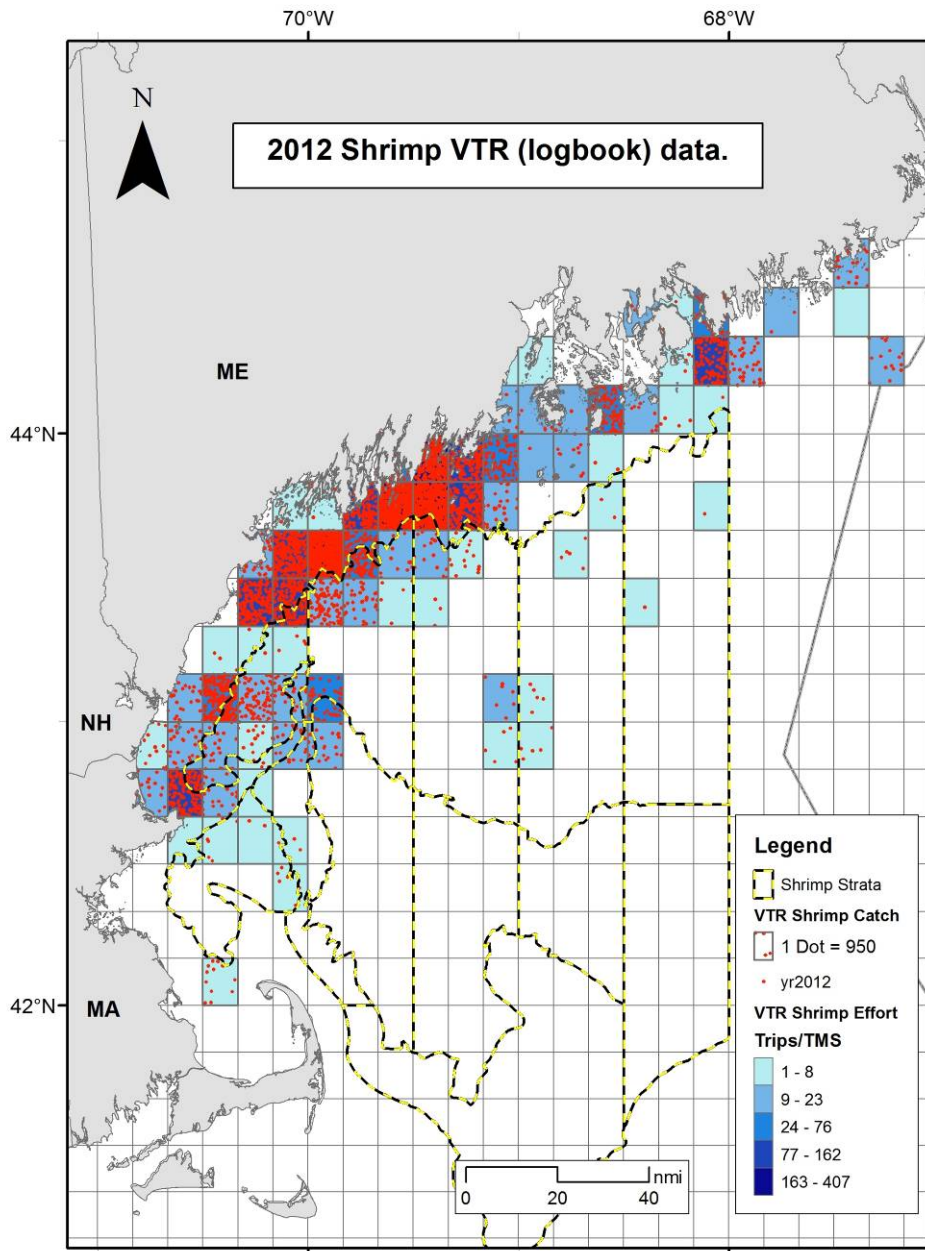 70°W
68°W
N
2012 Shrimp VTR (logbook) data.
ME
44°N
NH
42°N
MA
Legend
Shrimp Strata
VTR Shrimp Catch
1 Dot = 950
yr2012
VTR Shrimp Effort
Trips/TMS
1 - 8
9 - 23
24 - 76
77 - 162
163 - 407
nmi
0 20 40